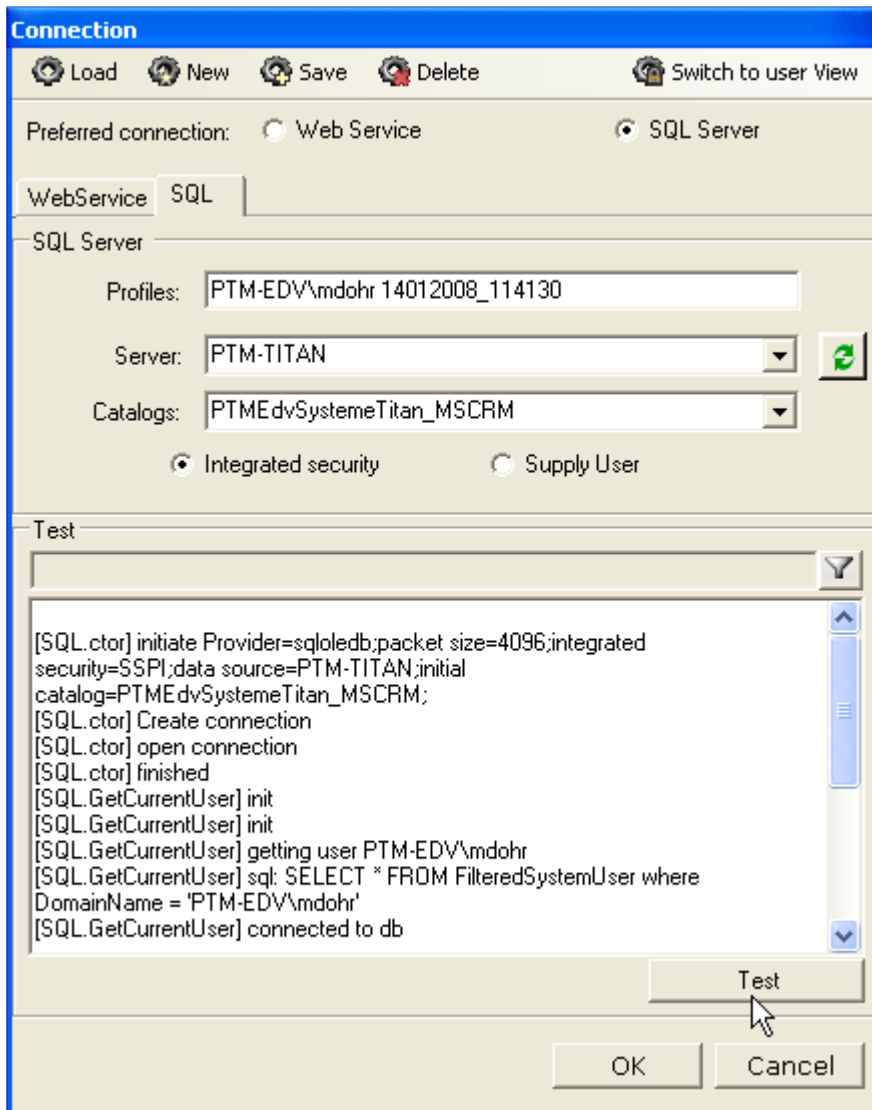 Connection
Load New Save Delete Switch to user View
Preferred connection: Web Service SQL Server
WebService SQL
SQL Server
Profiles: PTM-EDV\mdohr 14012008_114130
Server: PTM-TITAN
Catalogs: PTMEdvSystemeTitan_MSCRM
Integrated security Supply User
Test
[SQL.ctor] initiate Provider=sqloledb;packet size=4096;integrated
security=SSPI;data source=PTM-TITAN;initial
catalog=PTMEdvSystemeTitan_MSCRM;
[SQL.ctor] Create connection
[SQL.ctor] open connection
[SQL.ctor] finished
[SQL.GetCurrentUser] init
[SQL.GetCurrentUser] init
[SQL.GetCurrentUser] getting user PTM-EDV\mdohr
[SQL.GetCurrentUser] sql: SELECT * FROM FilteredSystemUser where
DomainName = 'PTM-EDV\mdohr'
[SQL.GetCurrentUser] connected to db
Test
OK Cancel